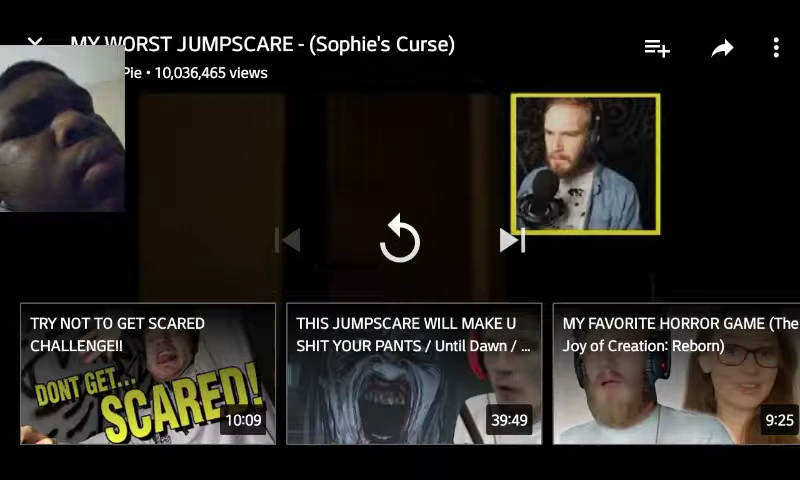 MY WORST JUMPSCARE - (Sophie's Curse)
Pie • 10,036,465 views
TRY NOT TO GET SCARED
CHALLENGE!!
DONT GET...
SCARED!
10:09
THIS JUMPSCARE WILL MAKE U
SHIT YOUR PANTS / Until Dawn / ...
39:49
MY FAVORITE HORROR GAME (The
Joy of Creation: Reborn)
9:25